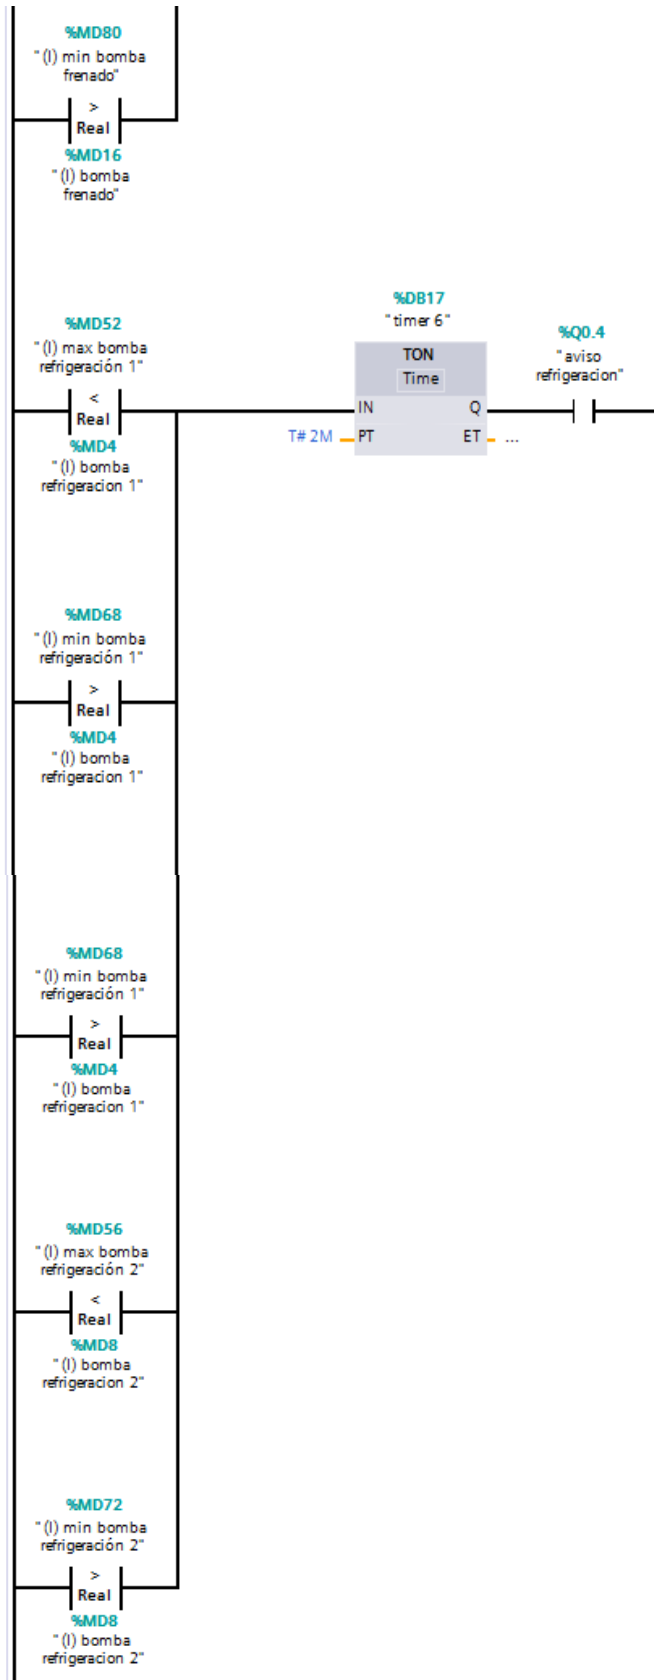 %MD80
"(I) min bomba
frenado"
>
Real
%MD16
"(I) bomba
frenado"
%MD52
"(I) max bomba
refrigeración 1"
<
Real
%MD4
"(I) bomba
refrigeracion 1"
%DB17
"timer 6"
TON
Time
IN
Q
T# 2M
PT
ET
...
%Q0.4
"aviso
refrigeracion"
%MD68
"(I) min bomba
refrigeración 1"
>
Real
%MD4
"(I) bomba
refrigeracion 1"
%MD68
"(I) min bomba
refrigeración 1"
>
Real
%MD4
"(I) bomba
refrigeracion 1"
%MD56
"(I) max bomba
refrigeración 2"
<
Real
%MD8
"(I) bomba
refrigeracion 2"
%MD72
"(I) min bomba
refrigeración 2"
>
Real
%MD8
"(I) bomba
refrigeracion 2"